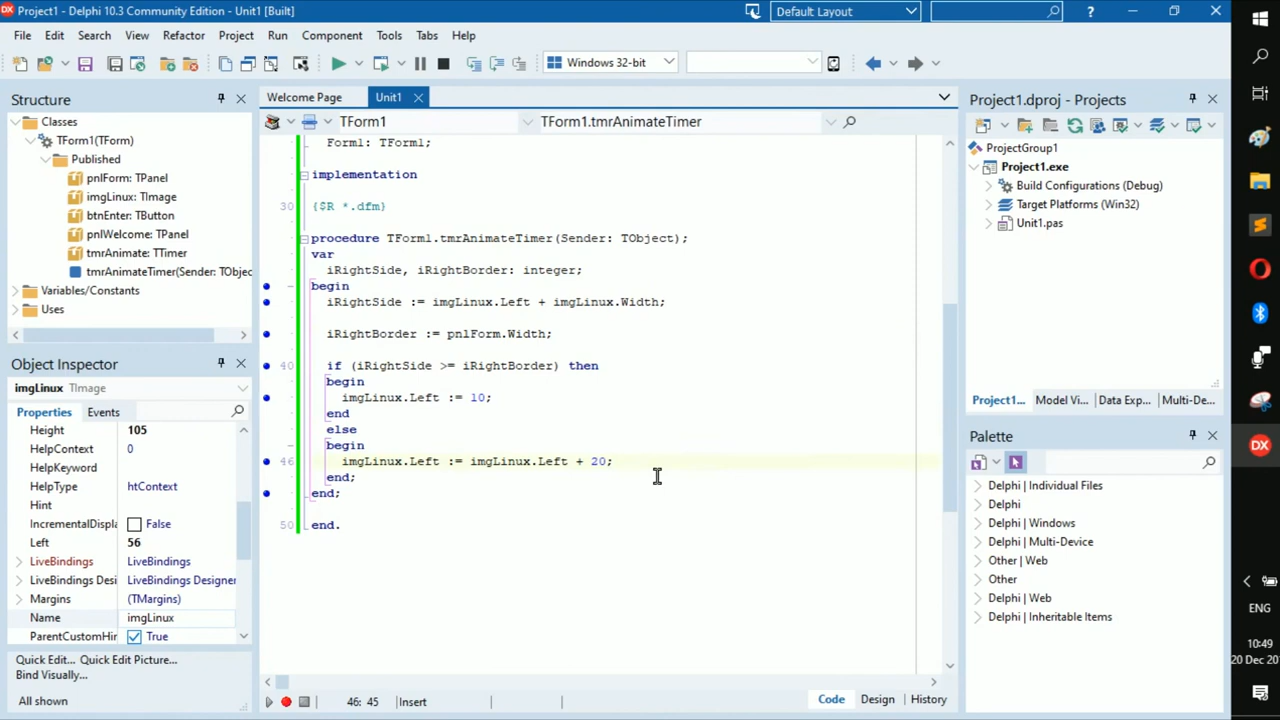 Project1 - Delphi 10.3 Community Edition - Unit1 [Built]
Default Layout
?
File Edit Search View Refactor Project Run Component Tools Tabs Help
Windows 32-bit
Structure
Classes
TForm1(TForm)
Published
pnlForm: TPanel
imgLinux: TImage
btnEnter: TButton
pnlWelcome: TPanel
tmrAnimate: TTimer
tmrAnimateTimer(Sender: TObjec
Variables/Constants
Uses
Object Inspector
imgLinux TImage
Properties Events
Height 105
HelpContext 0
HelpKeyword
HelpType htContext
Hint
IncrementalDispla False
Left 56
LiveBindings LiveBindings
LiveBindings Desi LiveBindings Designer
Margins (TMargins)
Name imgLinux
ParentCustomHin True
Quick Edit... Quick Edit Picture...
Bind Visually...
All shown
Welcome Page Unit1
TForm1 TForm1.tmrAnimateTimer
Form1: TForm1;
implementation
30 {$R *.dfm}
procedure TForm1.tmrAnimateTimer(Sender: TObject);
var
iRightSide, iRightBorder: integer;
begin
iRightSide := imgLinux.Left + imgLinux.Width;
iRightBorder := pnlForm.Width;
40 if (iRightSide >= iRightBorder) then
begin
imgLinux.Left := 10;
end
else
begin
46 imgLinux.Left := imgLinux.Left + 20;
end;
end;
50 end.
46: 45 Insert
Code Design History
Project1.dproj - Projects
ProjectGroup1
Project1.exe
Build Configurations (Debug)
Target Platforms (Win32)
Unit1.pas
Project1... Model Vi... Data Exp... Multi-De...
Palette
Delphi | Individual Files
Delphi
Delphi | Windows
Delphi | Multi-Device
Other | Web
Other
Delphi | Web
Delphi | Inheritable Items
DX
ENG
10:49
20 Dec 20